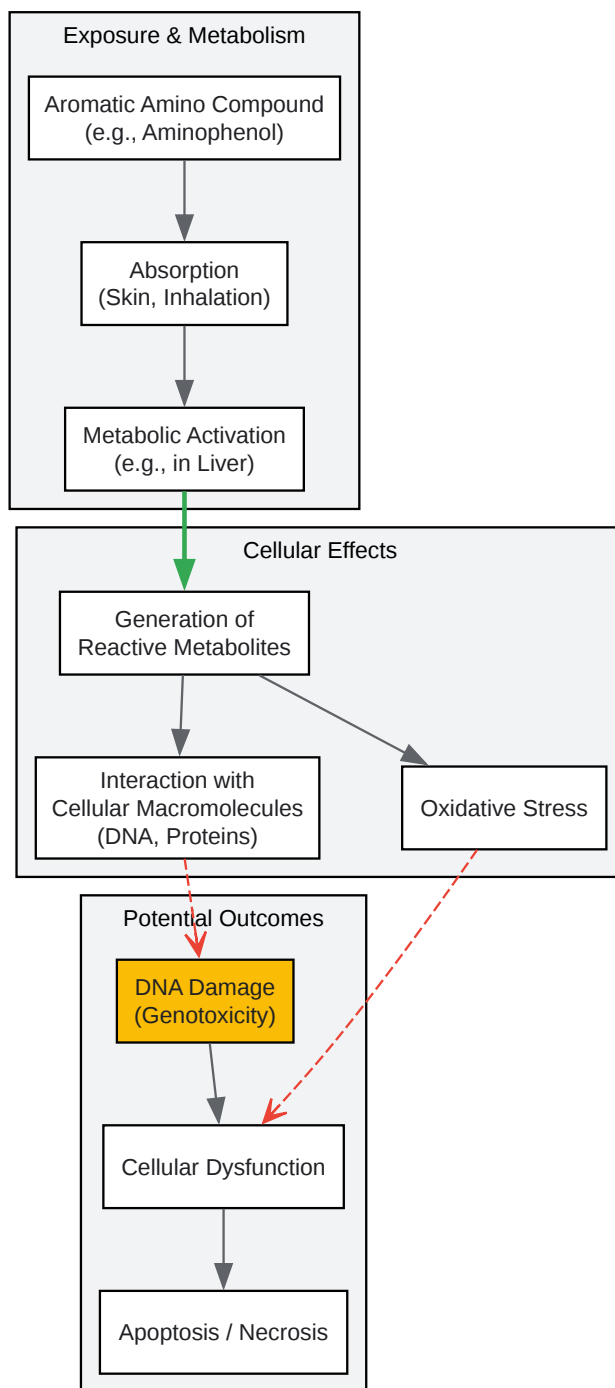 Exposure & Metabolism
Aromatic Amino Compound
(e.g., Aminophenol)
Absorption
(Skin, Inhalation)
Metabolic Activation
(e.g., in Liver)
Cellular Effects
Generation of
Reactive Metabolites
Interaction with
Cellular Macromolecules
(DNA, Proteins)
Oxidative Stress
Potential Outcomes
DNA Damage
(Genotoxicity)
Cellular Dysfunction
Apoptosis / Necrosis